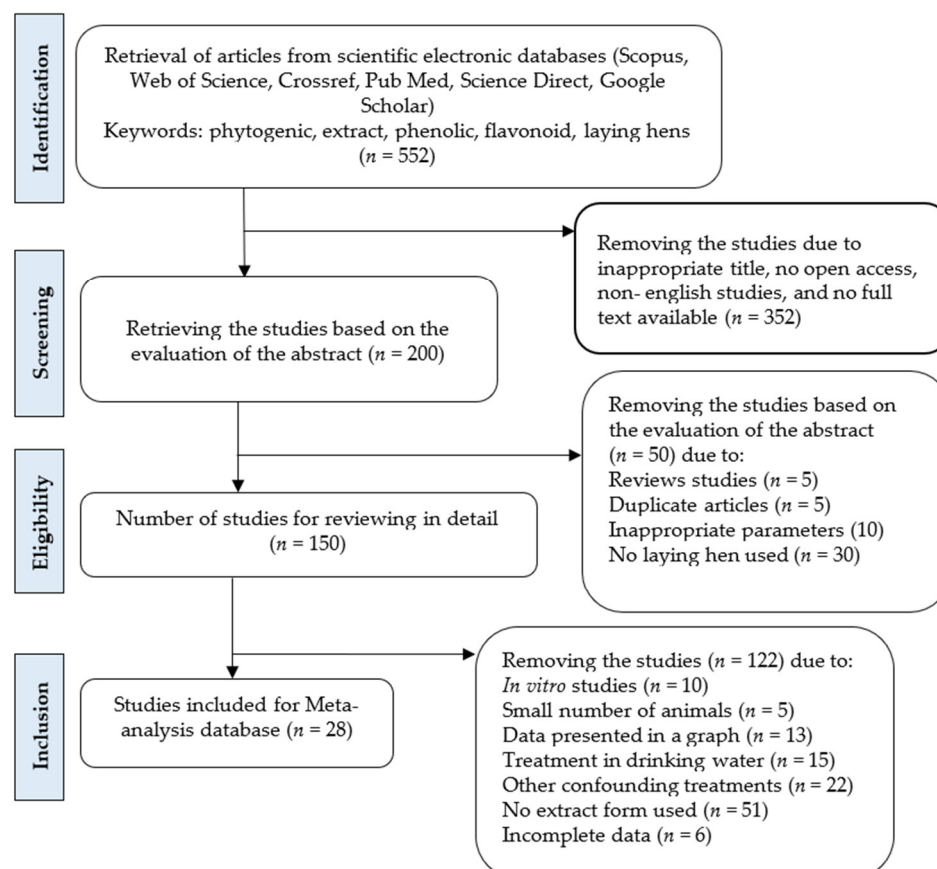 Identification
Retrieval of articles from scientific electronic databases (Scopus,
Web of Science, Crossref, Pub Med, Science Direct, Google
Scholar)
Keywords: phytogenic, extract, phenolic, flavonoid, laying hens
(n = 552)
Removing the studies due to
inappropriate title, no open access,
non- english studies, and no full
text available (n = 352)
Screening
Retrieving the studies based on the
evaluation of the abstract (n = 200)
Removing the studies based on
the evaluation of the abstract
(n = 50) due to:
Reviews studies (n = 5)
Duplicate articles (n = 5)
Inappropriate parameters (10)
No laying hen used (n = 30)
Eligibility
Number of studies for reviewing in detail
(n = 150)
Removing the studies (n = 122) due to:
In vitro studies (n = 10)
Small number of animals (n = 5)
Data presented in a graph (n = 13)
Treatment in drinking water (n = 15)
Other confounding treatments (n = 22)
No extract form used (n = 51)
Incomplete data (n = 6)
Inclusion
Studies included for Meta-
analysis database (n = 28)